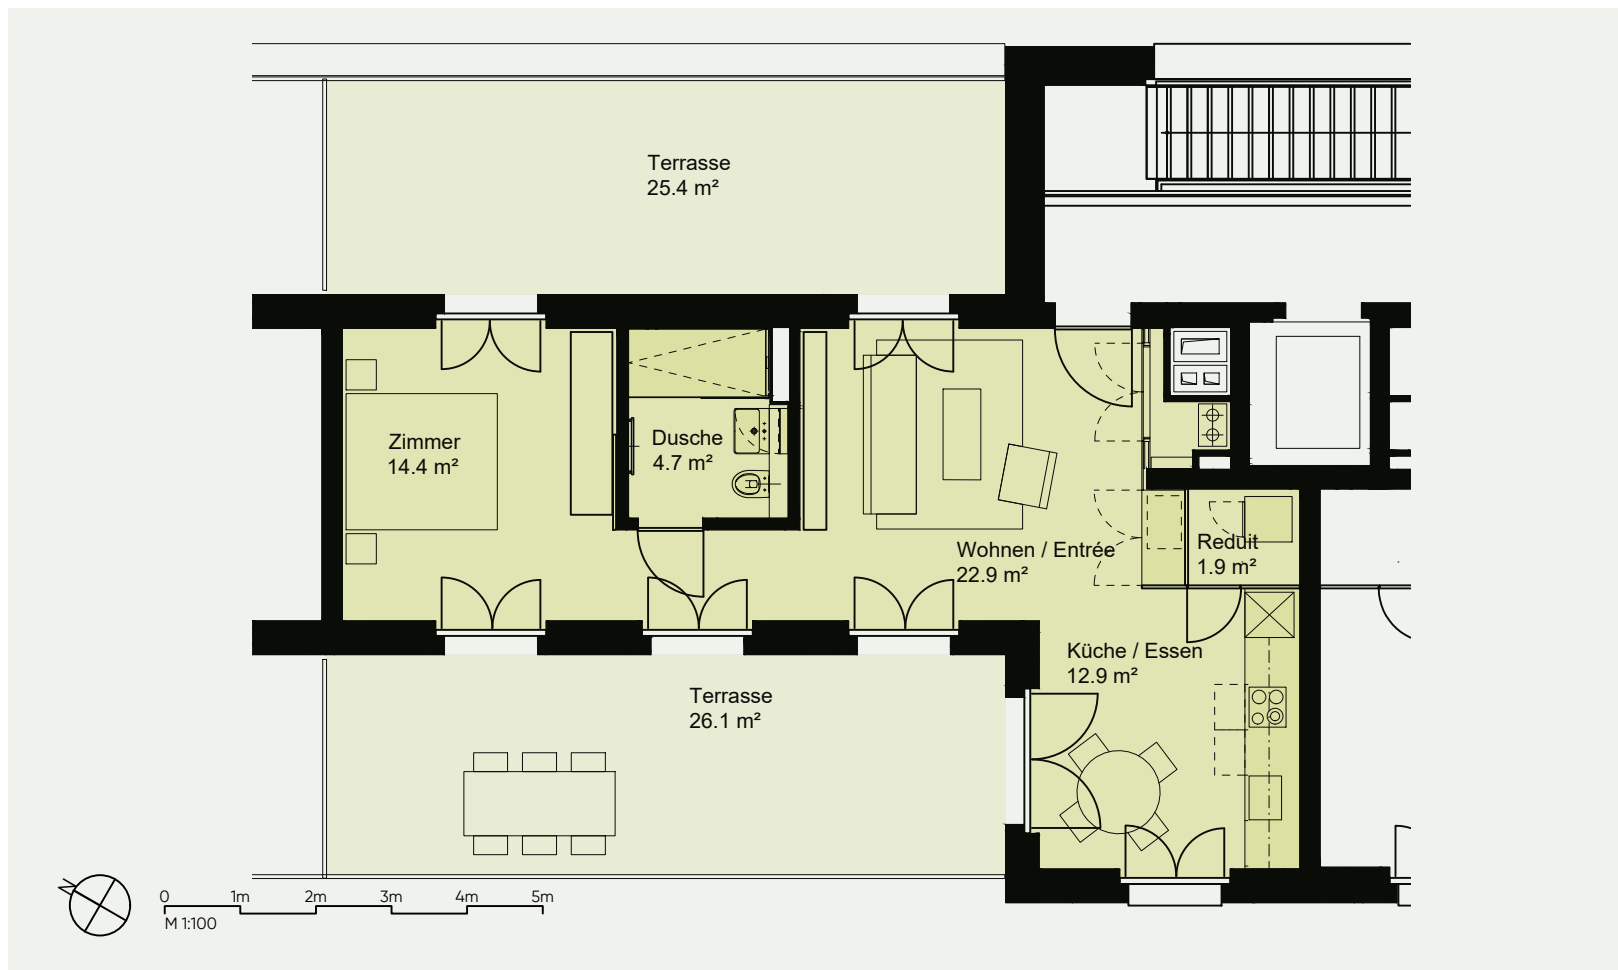 Terrasse
25.4 m²
Zimmer
14.4 m²
Dusche
4.7 m²
Wohnen / Entrée
22.9 m²
Reduit
1.9 m²
Küche / Essen
12.9 m²
Terrasse
26.1 m²
N
0 1m 2m 3m 4m 5m
M 1:100